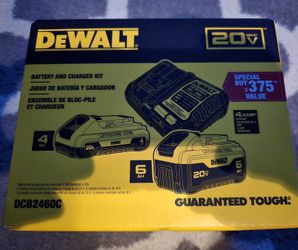 DEWALT
20V MAX
BATTERY AND CHARGER KIT
JUEGO DE BATERÍA Y CARGADOR
ENSEMBLE DE BLOC-PILE
ET CHARGEUR
SPECIAL
BUY $375*
VALUE
4 AMP
4 AH
6 AH
20V
DEWALT
20V
DCB2460C
GUARANTEED TOUGH.